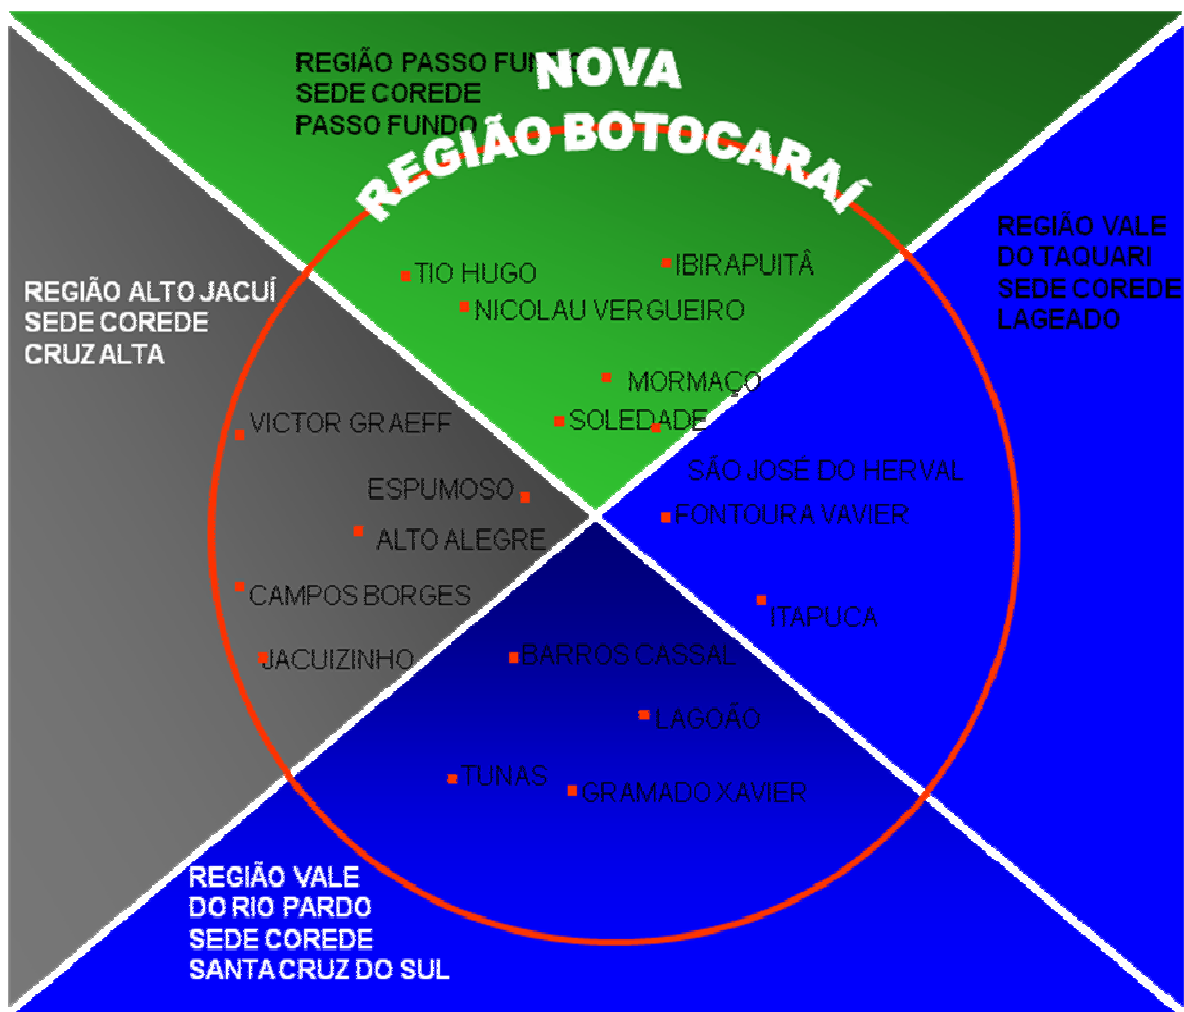 REGIÃO PASSO FUNDO
SEDE COREDE
PASSO FUNDO
NOVA
REGIÃO BOTOCARAÍ
REGIÃO VALE
DO TAQUARI
SEDE COREDE
LAGEADO
REGIÃO ALTO JACUÍ
SEDE COREDE
CRUZ ALTA
TIO HUGO
IBIRAPUITÂ
NICOLAU VERGUEIRO
MORMAÇO
SOLEDADE
VICTOR GRAEFF
ESPUMOSO
ALTO ALEGRE
CAMPOS BORGES
JACUIZINHO
SÃO JOSÉ DO HERVAL
FONTOURA VAVIER
ITAPUCA
BARROS CASSAL
LAGOÃO
TUNAS
GRAMADO XAVIER
REGIÃO VALE
DO RIO PARDO
SEDE COREDE
SANTA CRUZ DO SUL